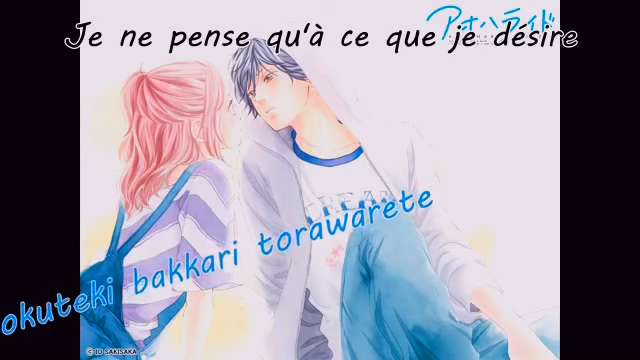 アオハライド
Je ne pense qu'à ce que je désire
okuteki bakkari torawarete
CREAM
© IO SAKISAKA